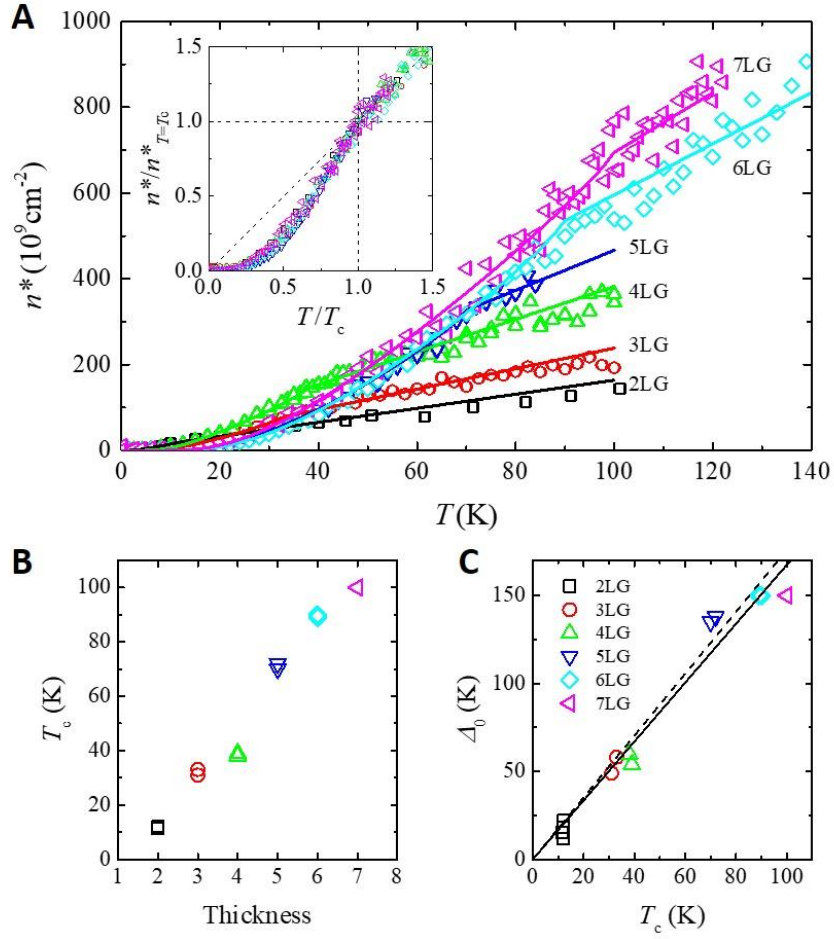 A
1000
800
600
400
200
0
n* (10⁹cm⁻²)
0 20 40 60 80 100 120 140
T (K)
1.5
1.0
0.5
0.0
n*/n*T=Tc
0.0 0.5 1.0 1.5
T/Tc
7LG
6LG
5LG
4LG
3LG
2LG
B
100
80
60
40
20
0
Tc (K)
1 2 3 4 5 6 7 8
Thickness
C
150
100
50
0
Δ0 (K)
2LG
3LG
4LG
5LG
6LG
7LG
0 20 40 60 80 100
Tc (K)